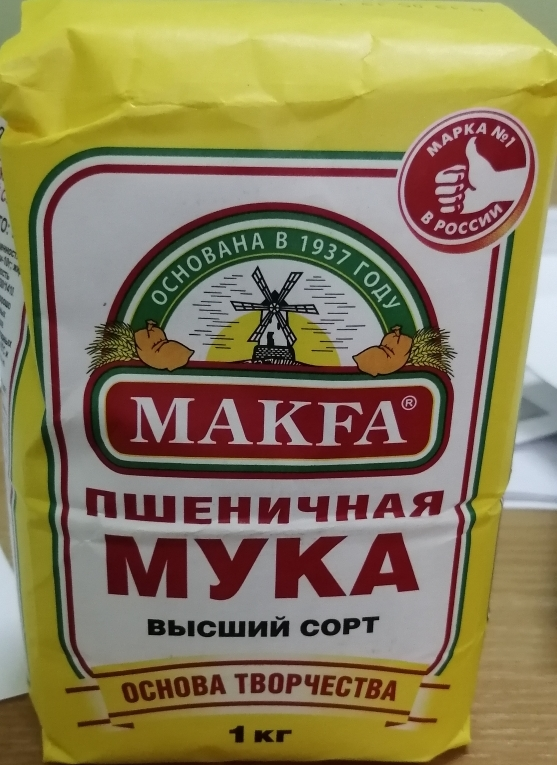 МАРКА №1
В РОССИИ
ОСНОВАНА В 1937 ГОДУ
MAKFA®
ПШЕНИЧНАЯ
МУКА
ВЫСШИЙ СОРТ
ОСНОВА ТВОРЧЕСТВА
1 кг